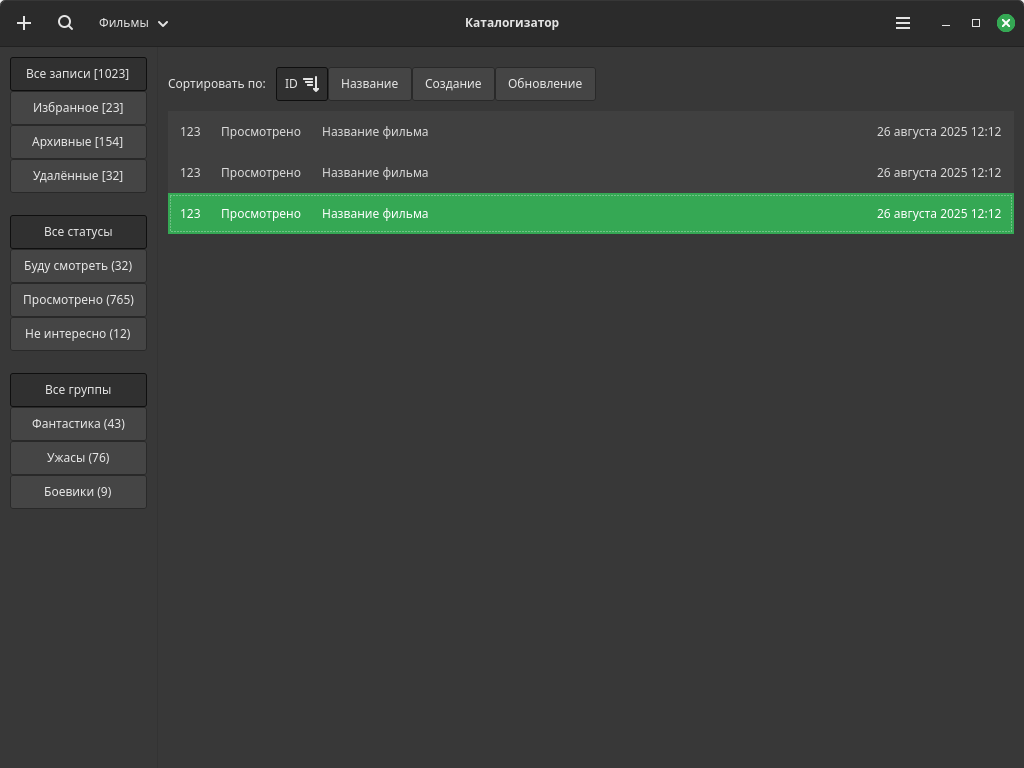 Фильмы
Каталогизатор
Все записи [1023]
Избранное [23]
Архивные [154]
Удалённые [32]
Все статусы
Буду смотреть (32)
Просмотрено (765)
Не интересно (12)
Все группы
Фантастика (43)
Ужасы (76)
Боевики (9)
Сортировать по: ID Название Создание Обновление
123 Просмотрено Название фильма 26 августа 2025 12:12
123 Просмотрено Название фильма 26 августа 2025 12:12
123 Просмотрено Название фильма 26 августа 2025 12:12